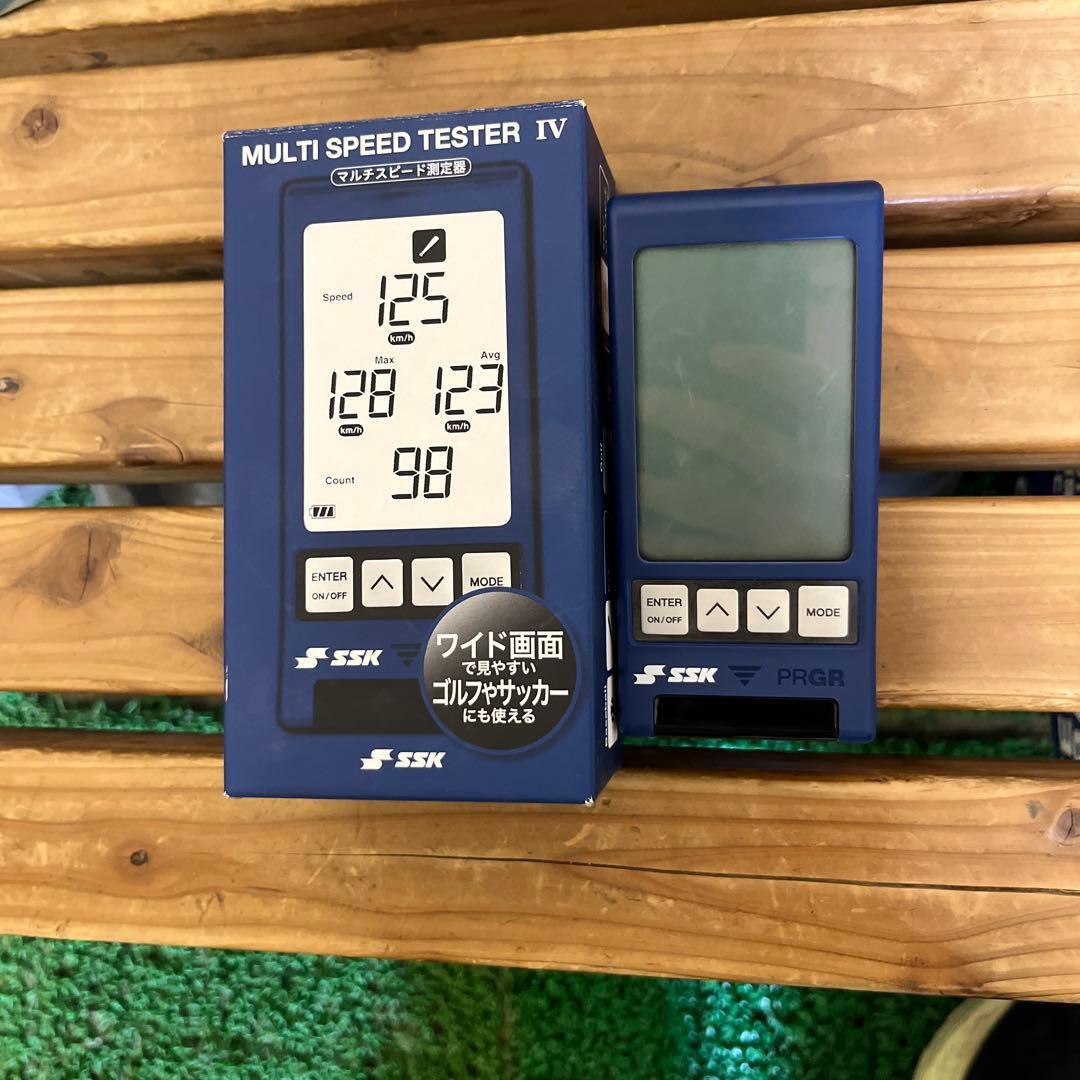 MULTI SPEED TESTER IV
マルチスピード測定器
Speed 125
km/h
Max Avg
128 123
km/h km/h
Count 98
ENTER
ON/OFF
MODE
SSK
ワイド画面
で見やすい
ゴルフやサッカー
にも使える
SSK
ENTER
ON/OFF
MODE
SSK PRGR